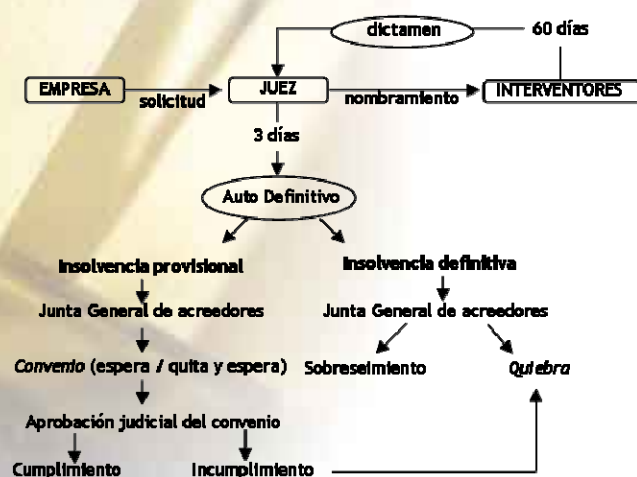 dictamen 60 días
EMPRESA solicitud JUEZ nombramiento INTERVENTORES
3 días
Auto Definitivo
Insolvencia provisional Insolvencia definitiva
Junta General de acreedores Junta General de acreedores
Convenio (espera / quita y espera) Sobreseimiento Quiebra
Aprobación judicial del convenio
Cumplimiento Incumplimiento